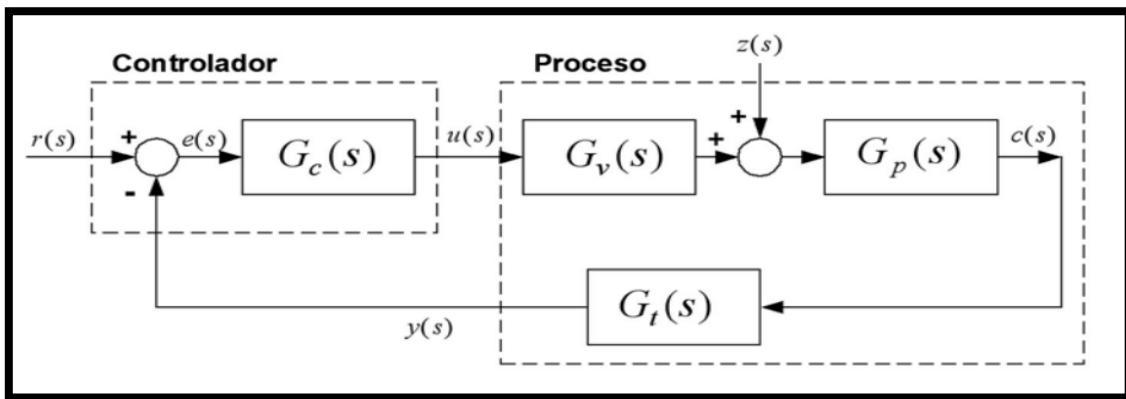 Controlador
Proceso
z(s)
r(s)
+
-
e(s)
G_c(s)
u(s)
G_v(s)
+
+
G_p(s)
c(s)
G_t(s)
y(s)